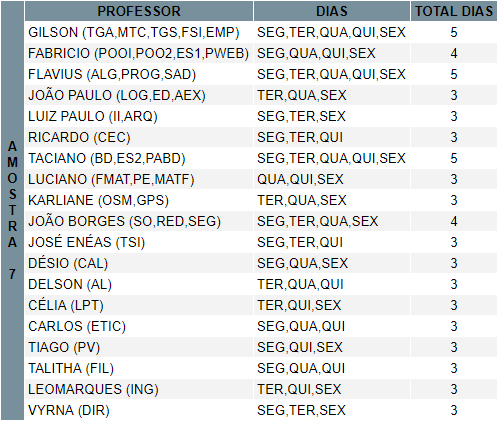 PROFESSOR DIAS TOTAL DIAS
AMOSTRA 7
GILSON (TGA,MTC,TGS,FSI,EMP) SEG,TER,QUA,QUI,SEX 5
FABRICIO (POOI,POO2,ES1,PWEB) SEG,QUA,QUI,SEX 4
FLAVIUS (ALG,PROG,SAD) SEG,TER,QUA,QUI,SEX 5
JOÃO PAULO (LOG,ED,AEX) TER,QUA,SEX 3
LUIZ PAULO (II,ARQ) SEG,TER,SEX 3
RICARDO (CEC) SEG,TER,QUI 3
TACIANO (BD,ES2,PABD) SEG,TER,QUA,QUI,SEX 5
LUCIANO (FMAT,PE,MATF) QUA,QUI,SEX 3
KARLIANE (OSM,GPS) TER,QUA,SEX 3
JOÃO BORGES (SO,RED,SEG) SEG,TER,QUA,SEX 4
JOSÉ ENÉAS (TSI) SEG,TER,QUI 3
DÉSIO (CAL) SEG,QUA,SEX 3
DELSON (AL) TER,QUA,QUI 3
CÉLIA (LPT) TER,QUI,SEX 3
CARLOS (ETIC) SEG,QUA,QUI 3
TIAGO (PV) SEG,QUI,SEX 3
TALITHA (FIL) SEG,QUA,QUI 3
LEOMARQUES (ING) TER,QUI,SEX 3
VYRNA (DIR) SEG,TER,SEX 3